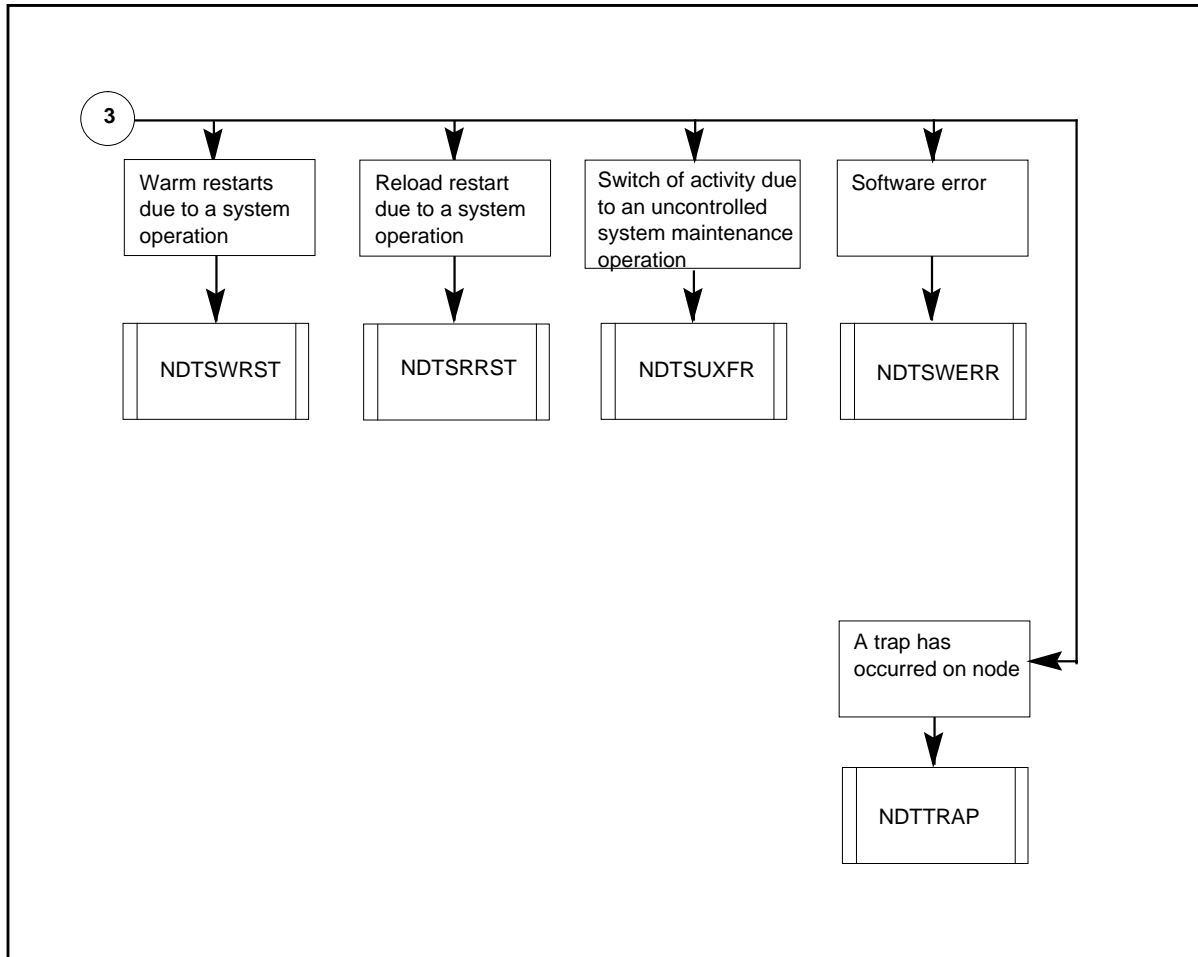 3
Warm restarts
due to a system
operation
Reload restart
due to a system
operation
Switch of activity due
to an uncontrolled
system maintenance
operation
Software error
NDTSWRST
NDTSRRST
NDTSUXFR
NDTSWERR
A trap has
occurred on node
NDTTRAP